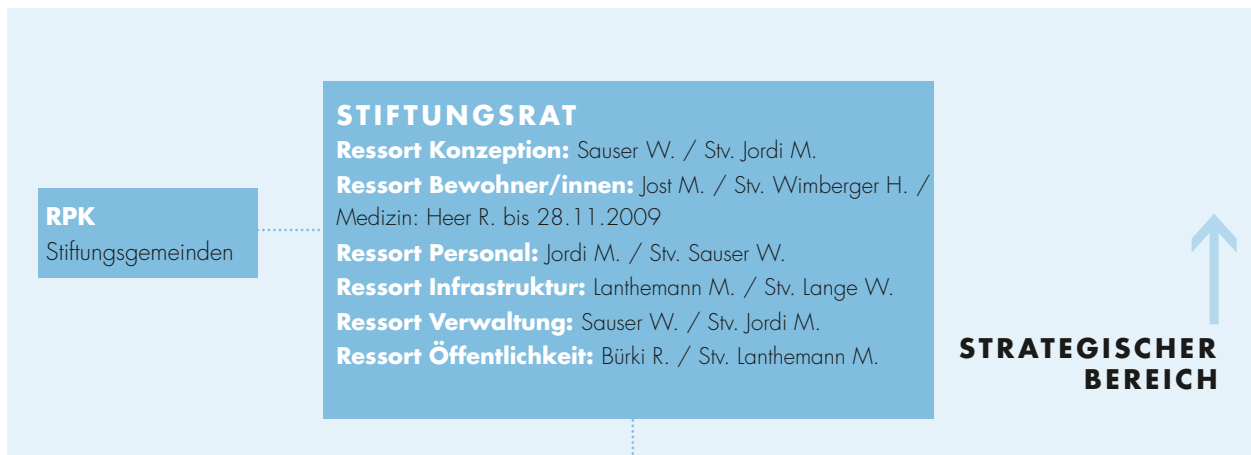 RPK
Stiftungsgemeinden
STIFTUNGSRAT
Ressort Konzeption: Sauser W. / Stv. Jordi M.
Ressort Bewohner/innen: Jost M. / Stv. Wimberger H. /
Medizin: Heer R. bis 28.11.2009
Ressort Personal: Jordi M. / Stv. Sauser W.
Ressort Infrastruktur: Lanthemann M. / Stv. Lange W.
Ressort Verwaltung: Sauser W. / Stv. Jordi M.
Ressort Öffentlichkeit: Bürki R. / Stv. Lanthemann M.
STRATEGISCHER
BEREICH